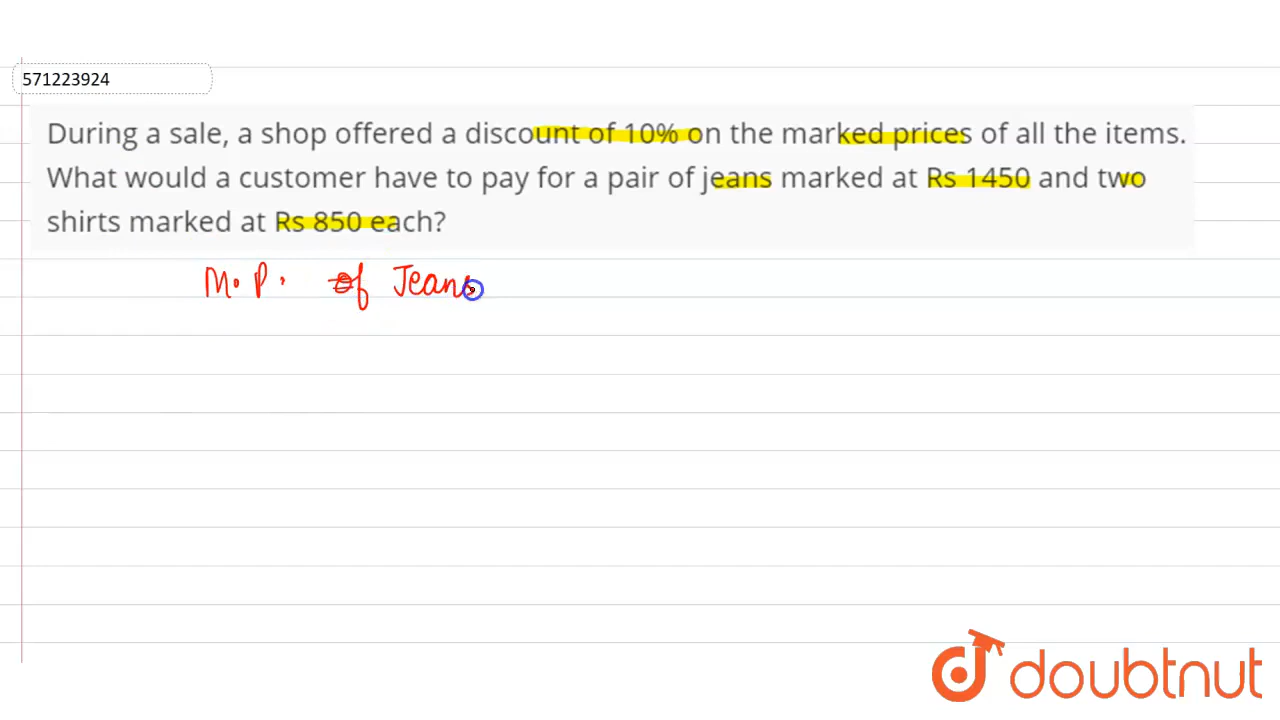 571223924
During a sale, a shop offered a discount of 10% on the marked prices of all the items.
What would a customer have to pay for a pair of jeans marked at Rs 1450 and two
shirts marked at Rs 850 each?
M.P. of Jeans
doubtnut